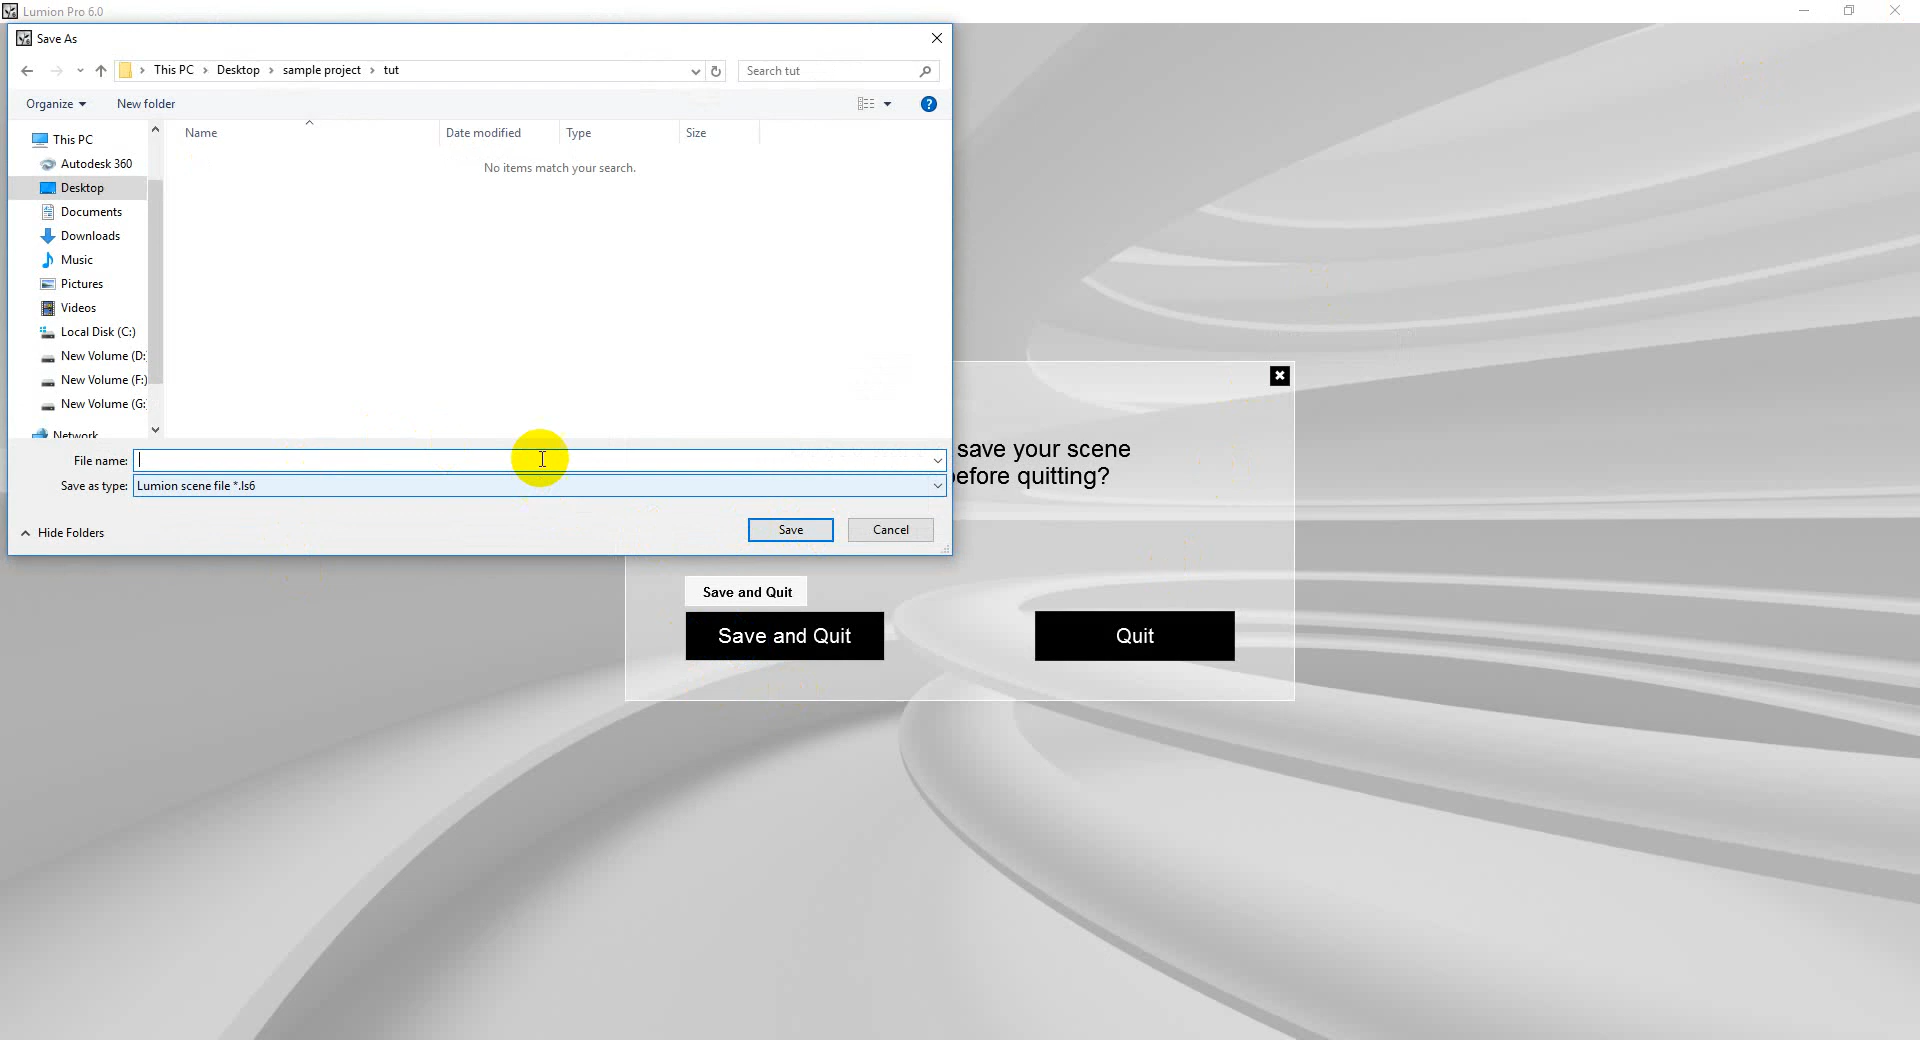 Lumion Pro 6.0
Save As
This PC > Desktop > sample project > tut
Search tut
Organize
New folder
?
Name
Date modified
Type
Size
No items match your search.
This PC
Autodesk 360
Desktop
Documents
Downloads
Music
Pictures
Videos
Local Disk (C:)
New Volume (D:
New Volume (F:)
New Volume (G:
Network
File name:
Save as type: Lumion scene file *.ls6
Hide Folders
Save
Cancel
save your scene
before quitting?
Save and Quit
Save and Quit
Quit